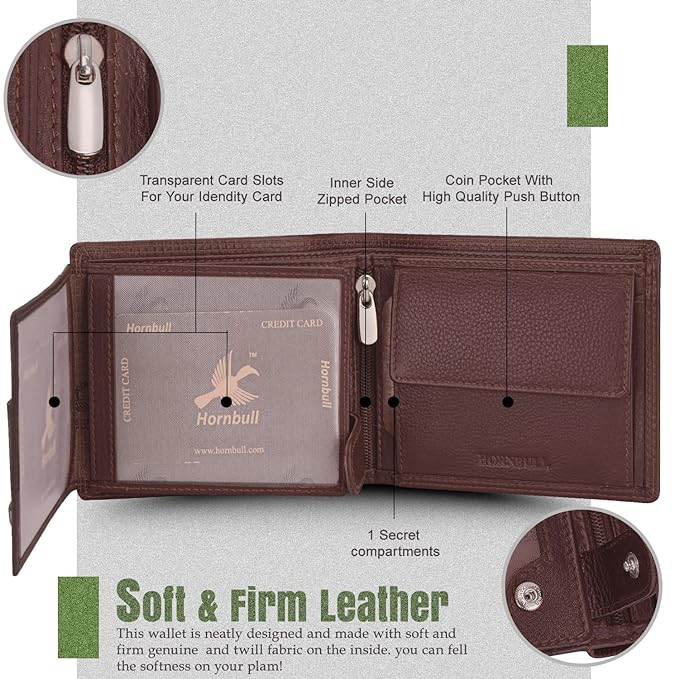 Transparent Card Slots
For Your Idendity Card
Inner Side
Zipped Pocket
Coin Pocket With
High Quality Push Button
Hornbull
CREDIT CARD
CREDIT CARD
Hornbull
™
Hornbull
www.hornbull.com
HORNBULL
1 Secret
compartments
Soft & Firm Leather
This wallet is neatly designed and made with soft and
firm genuine and twill fabric on the inside. you can fell
the softness on your plam!